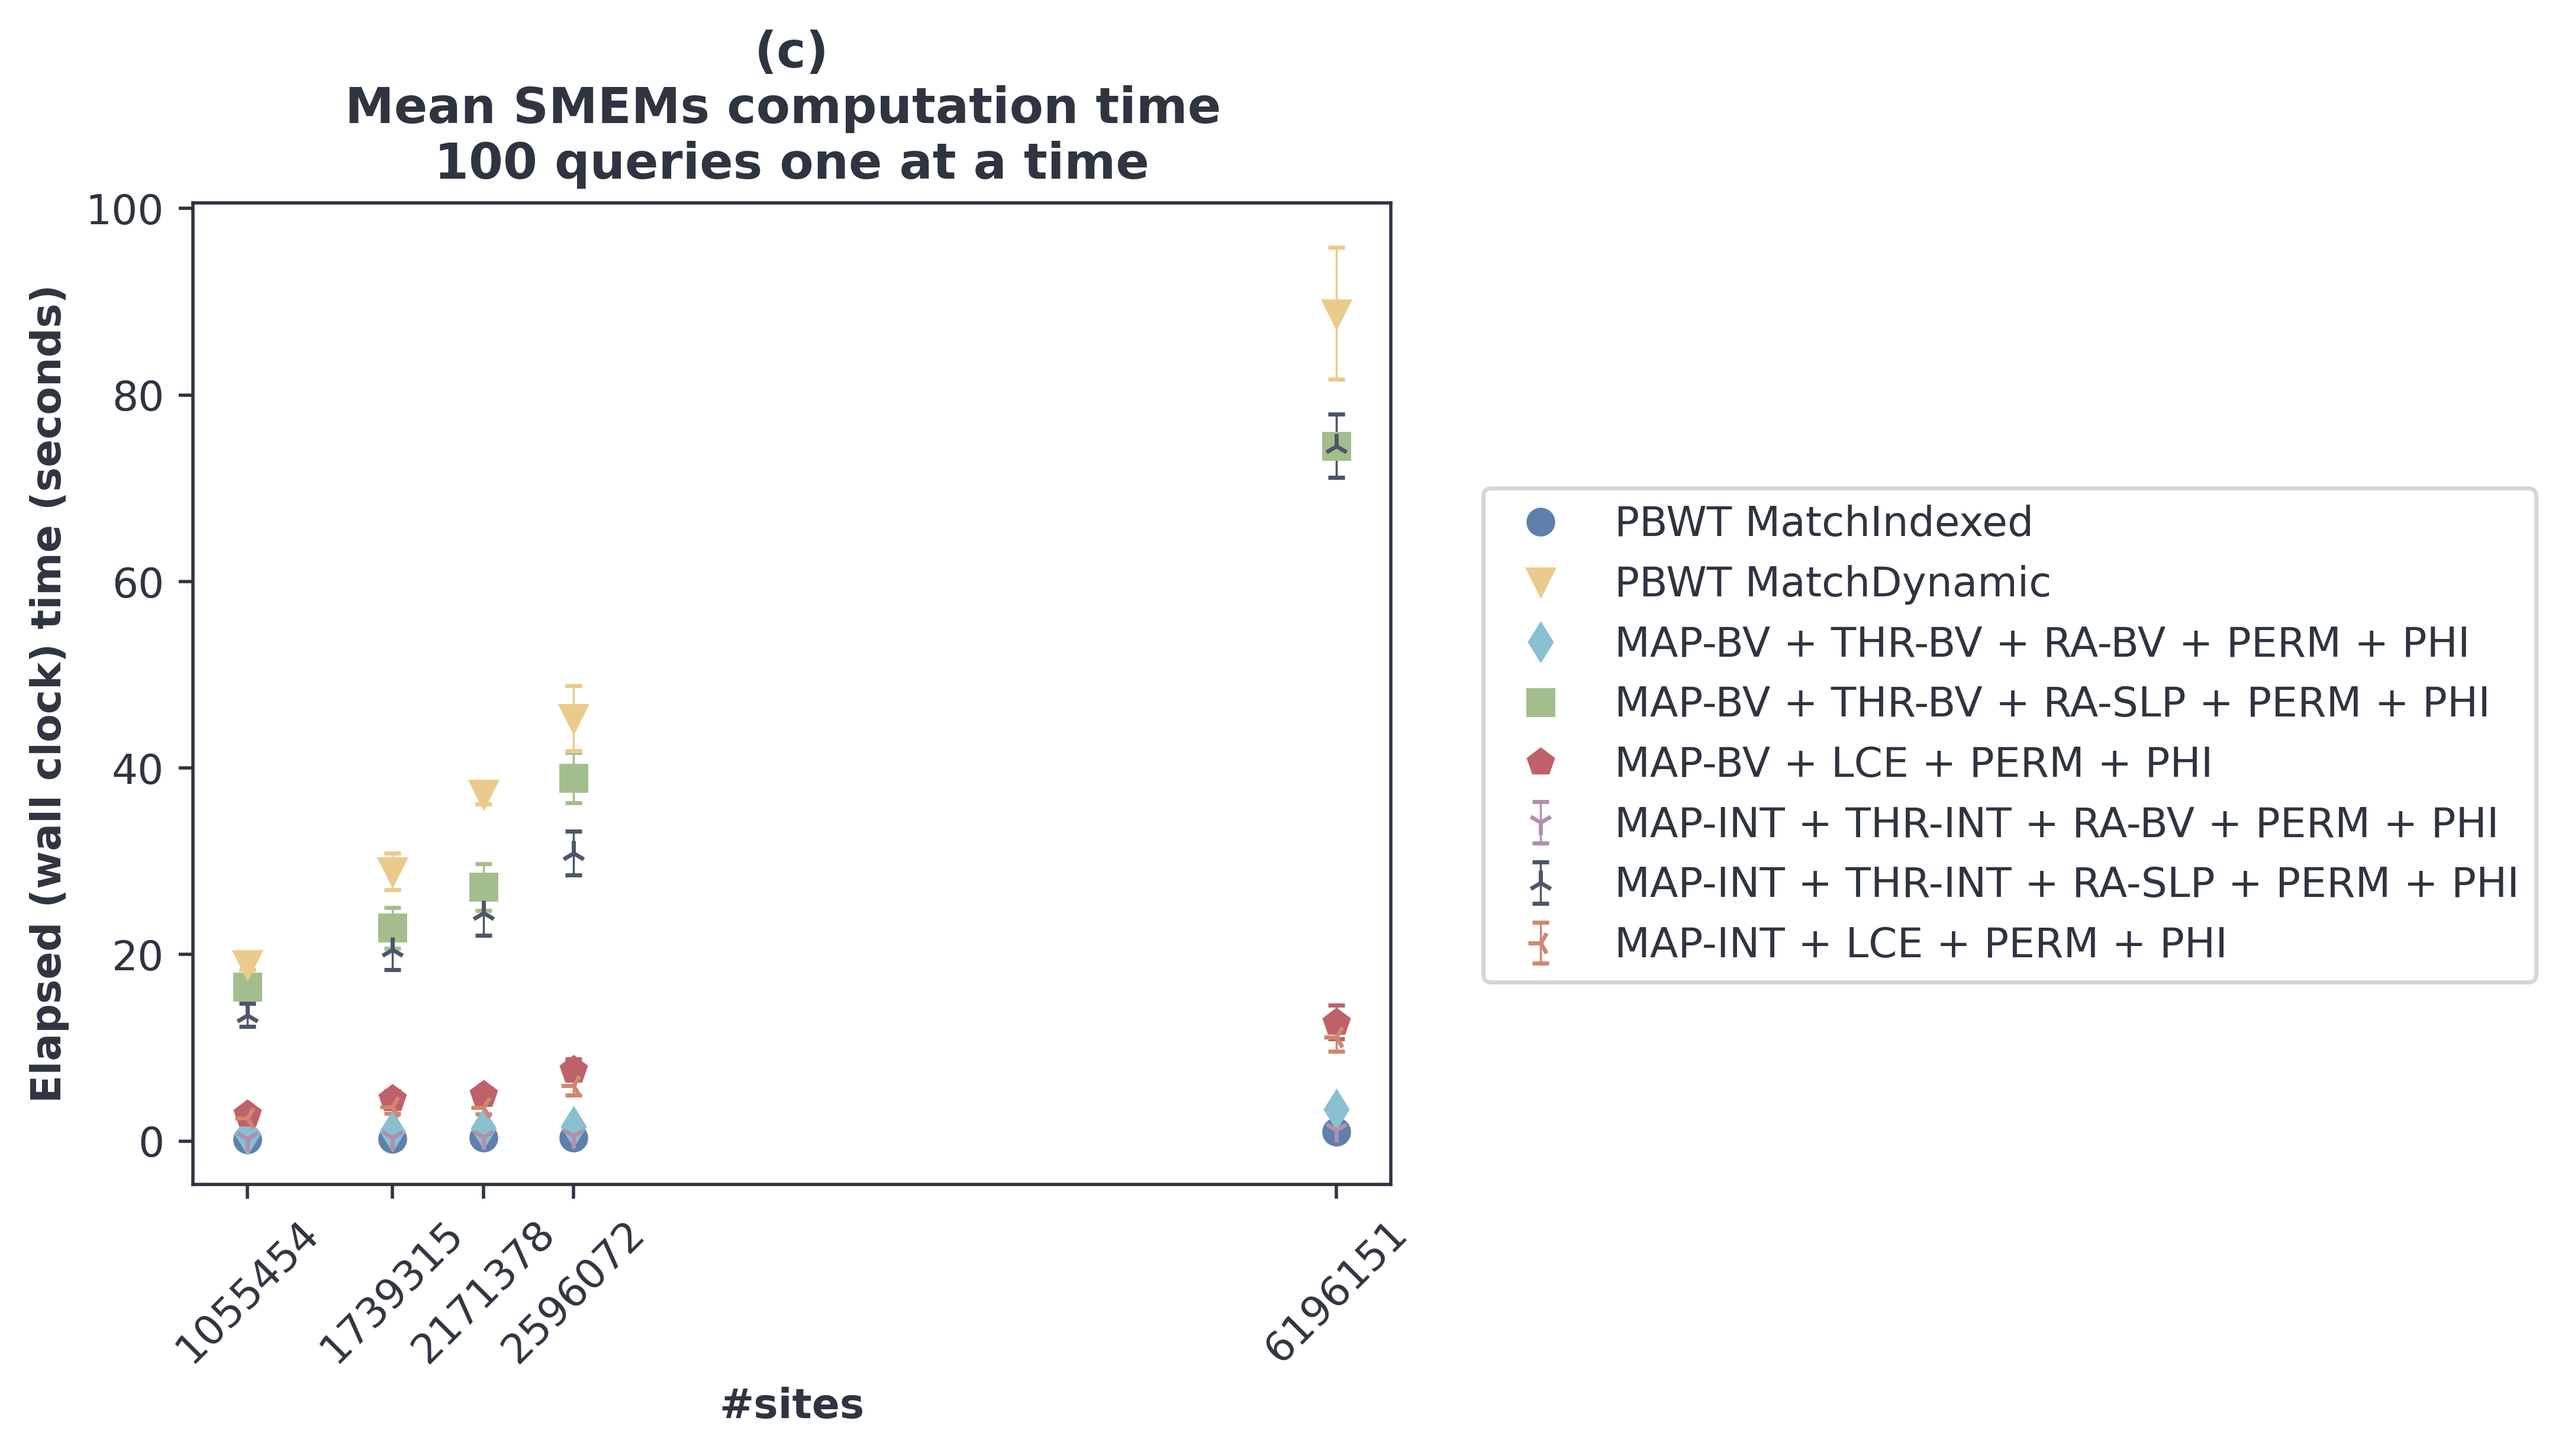 (c)
Mean SMEMs computation time
100 queries one at a time
Elapsed (wall clock) time (seconds)
100
80
60
40
20
0
1055454
1739315
2171378
2596072
6196151
#sites
PBWT MatchIndexed
PBWT MatchDynamic
MAP-BV + THR-BV + RA-BV + PERM + PHI
MAP-BV + THR-BV + RA-SLP + PERM + PHI
MAP-BV + LCE + PERM + PHI
MAP-INT + THR-INT + RA-BV + PERM + PHI
MAP-INT + THR-INT + RA-SLP + PERM + PHI
MAP-INT + LCE + PERM + PHI